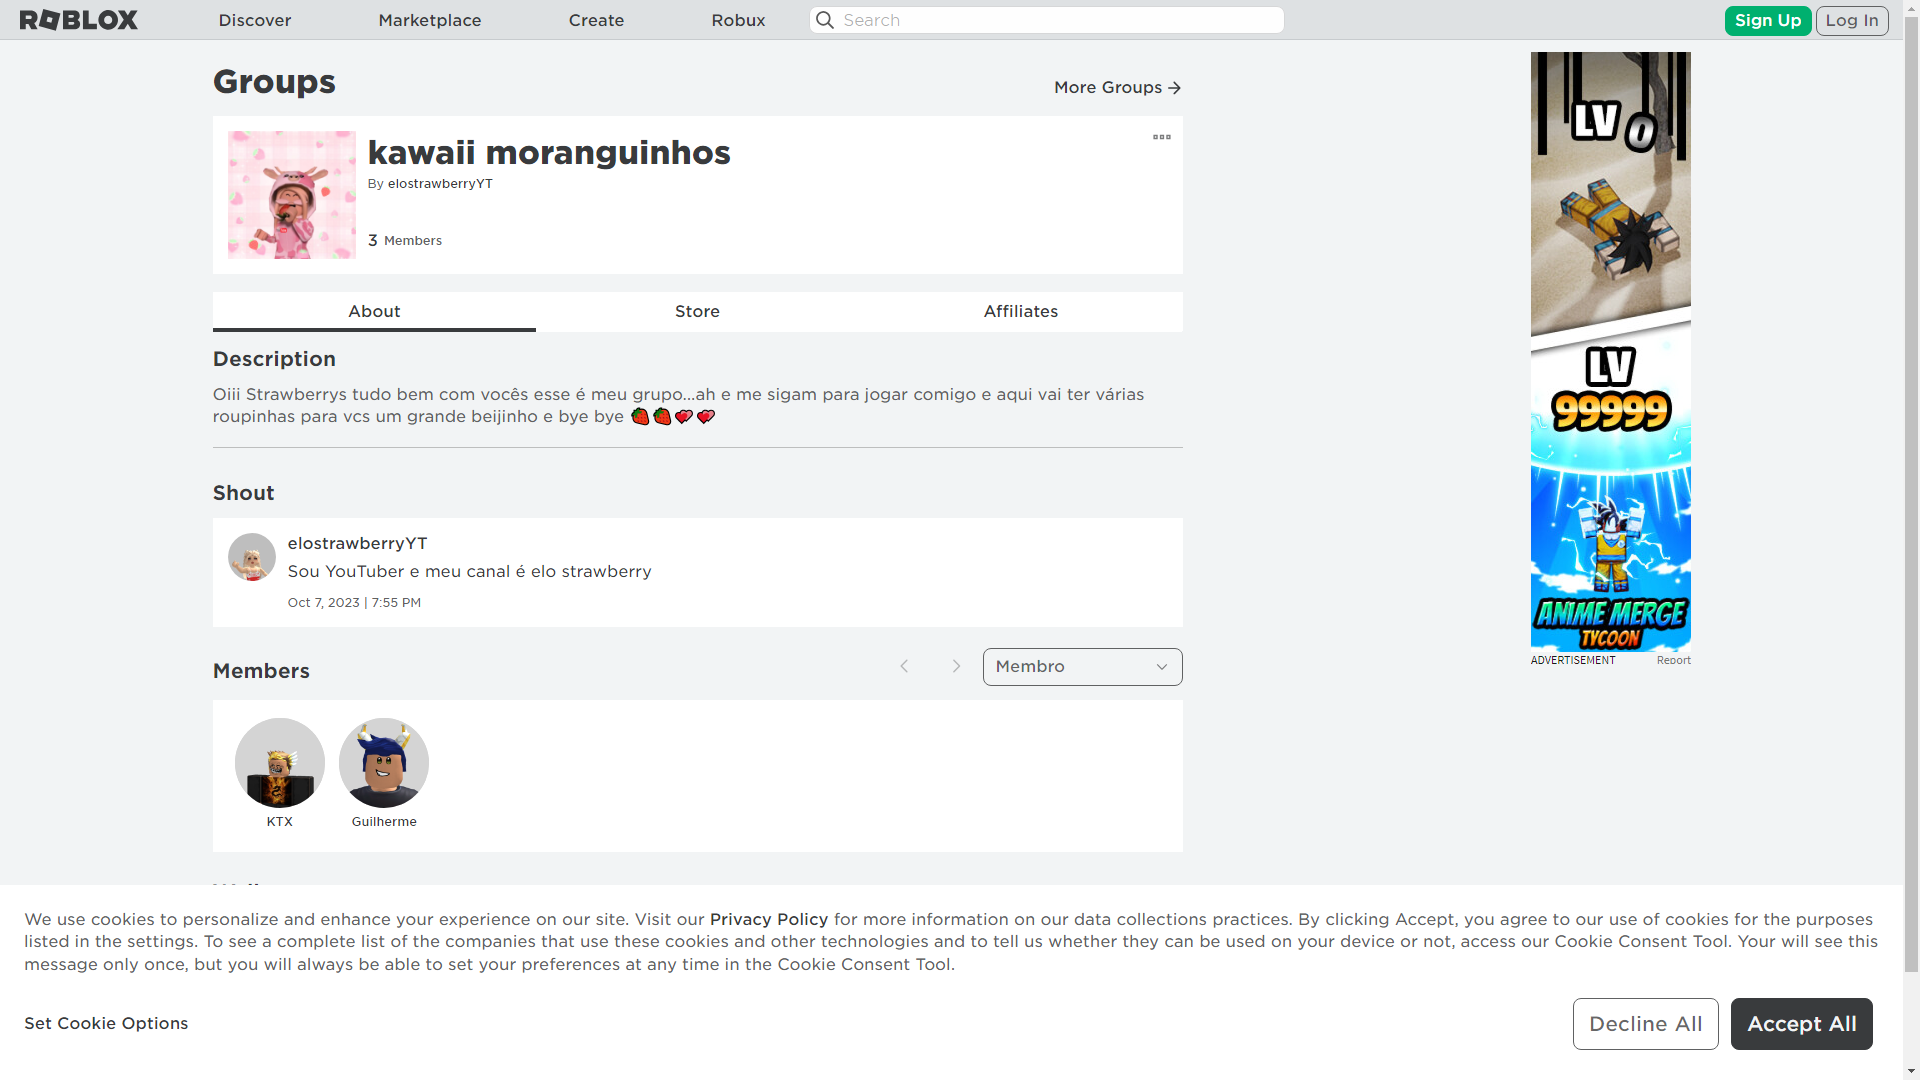 ROBLOX
Discover
Marketplace
Create
Robux
Search
Sign Up
Log In
Groups
More Groups
kawaii moranguinhos
By elostrawberryYT
3 Members
About
Store
Affiliates
Description
Oiii Strawberrys tudo bem com vocês esse é meu grupo...ah e me sigam para jogar comigo e aqui vai ter várias
roupinhas para vcs um grande beijinho e bye bye 🍓🍓💕💕
Shout
elostrawberryYT
Sou YouTuber e meu canal é elo strawberry
Oct 7, 2023 | 7:55 PM
Members
Membro
KTX
Guilherme
LV 0
LV
99999
ANIME MERGE
TYCOON
ADVERTISEMENT
Report
We use cookies to personalize and enhance your experience on our site. Visit our Privacy Policy for more information on our data collections practices. By clicking Accept, you agree to our use of cookies for the purposes
listed in the settings. To see a complete list of the companies that use these cookies and other technologies and to tell us whether they can be used on your device or not, access our Cookie Consent Tool. Your will see this
message only once, but you will always be able to set your preferences at any time in the Cookie Consent Tool.
Set Cookie Options
Decline All
Accept All